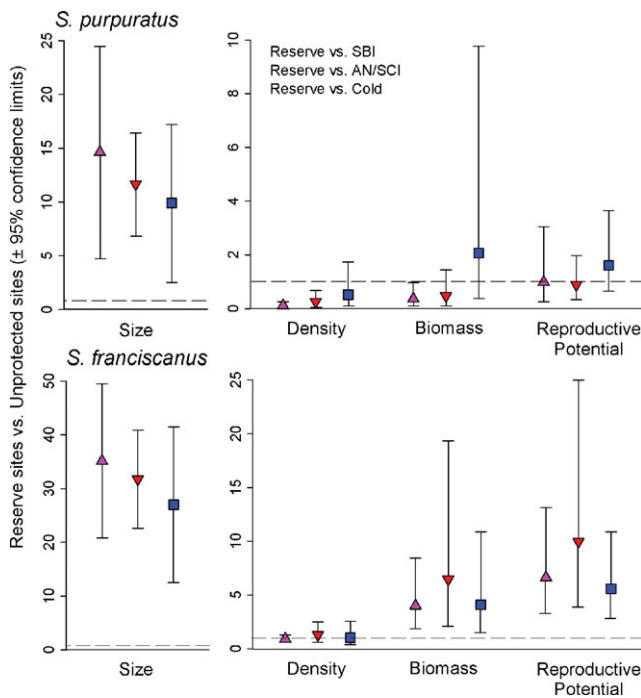 S. purpuratus
Reserve sites vs. Unprotected sites (± 95% confidence limits)
25
20
15
10
5
0
Size
10
8
6
4
2
0
Reserve vs. SBI
Reserve vs. AN/SCI
Reserve vs. Cold
Density
Biomass
Reproductive
Potential
S. franciscanus
50
40
30
20
10
0
Size
25
20
15
10
5
0
Density
Biomass
Reproductive
Potential